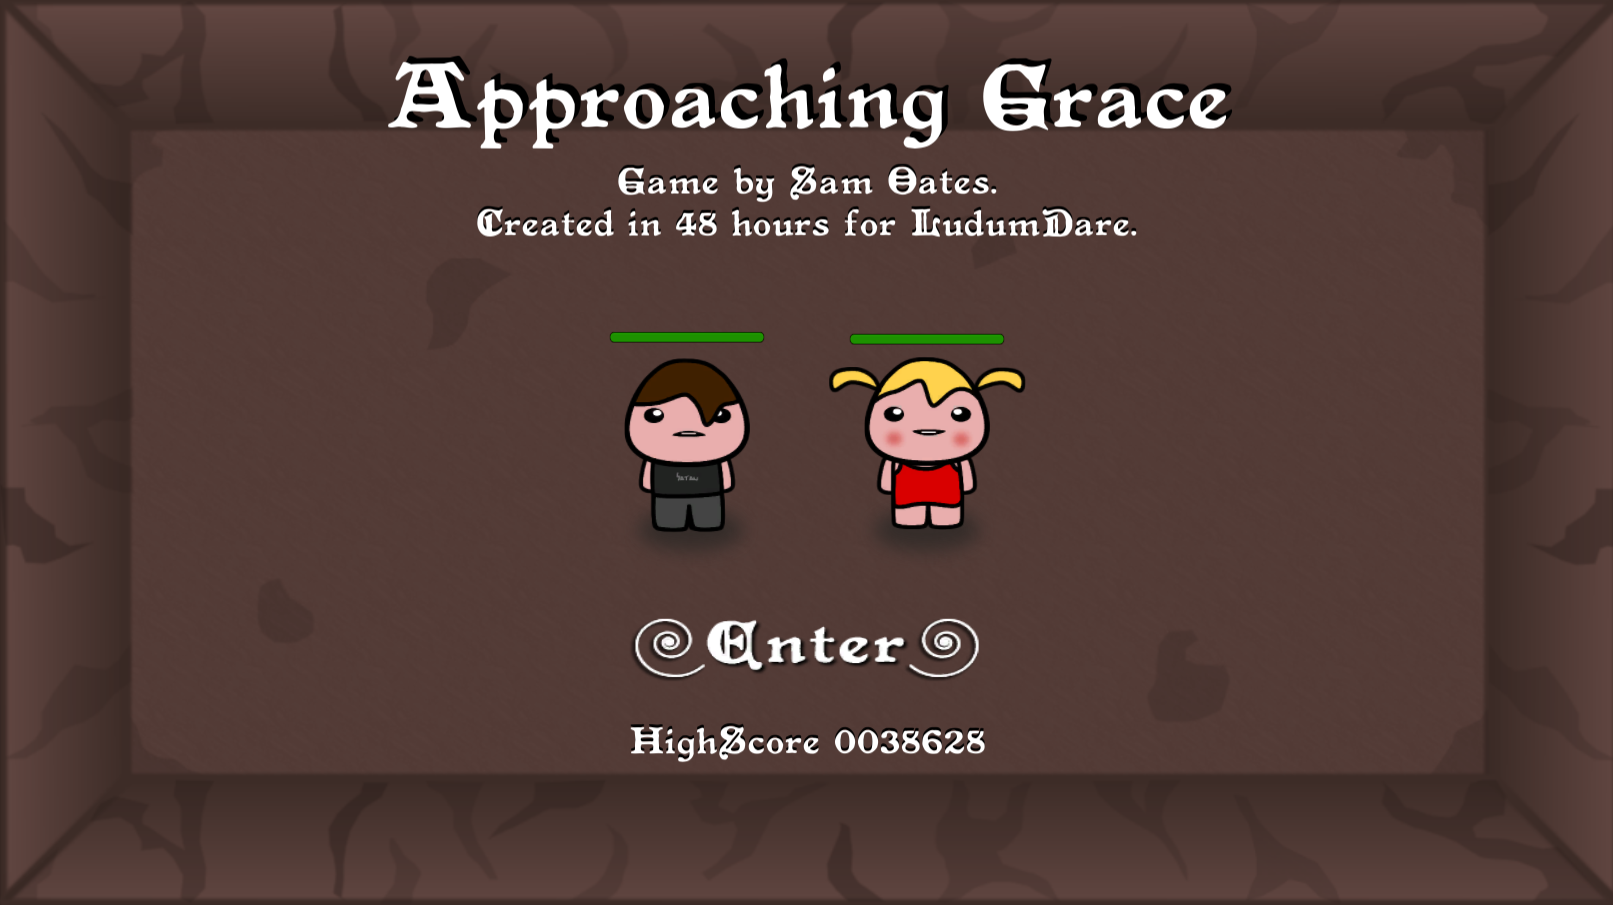 Approaching Grace
Game by Sam Oates.
Created in 48 hours for LudumDare.
Enter
HighScore 0038628